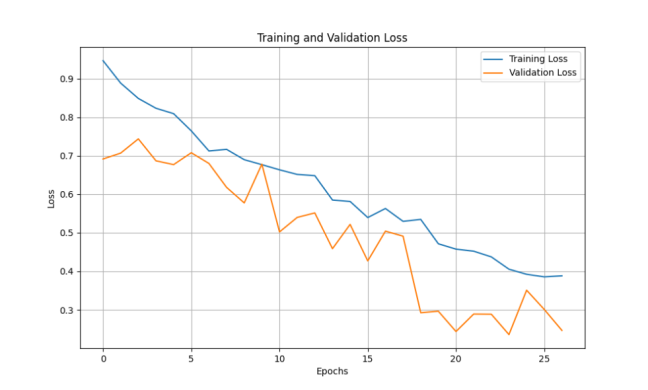 Training and Validation Loss
Training Loss
Validation Loss
0.9
0.8
0.7
0.6
0.5
0.4
0.3
Loss
0 5 10 15 20 25
Epochs